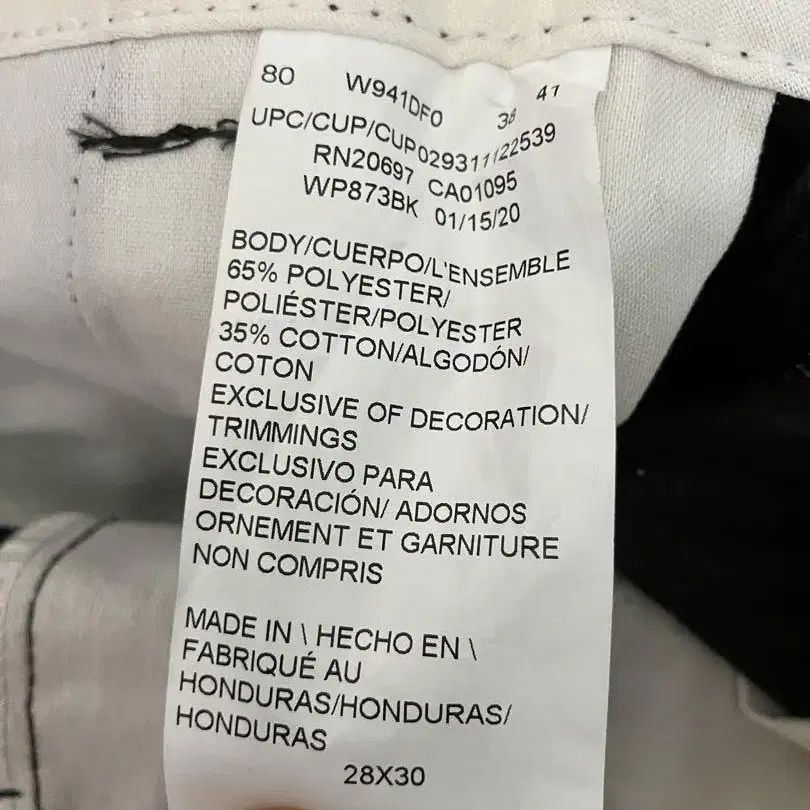 80 W941DF0 38 41
UPC/CUP/CUP029311122539
RN20697 CA01095
WP873BK 01/15/20
BODY/CUERPO/L'ENSEMBLE
65% POLYESTER/
POLIÉSTER/POLYESTER
35% COTTON/ALGODÓN/
COTON
EXCLUSIVE OF DECORATION/
TRIMMINGS
EXCLUSIVO PARA
DECORACIÓN/ ADORNOS
ORNEMENT ET GARNITURE
NON COMPRIS
MADE IN \ HECHO EN \
FABRIQUÉ AU
HONDURAS/HONDURAS/
HONDURAS
28X30